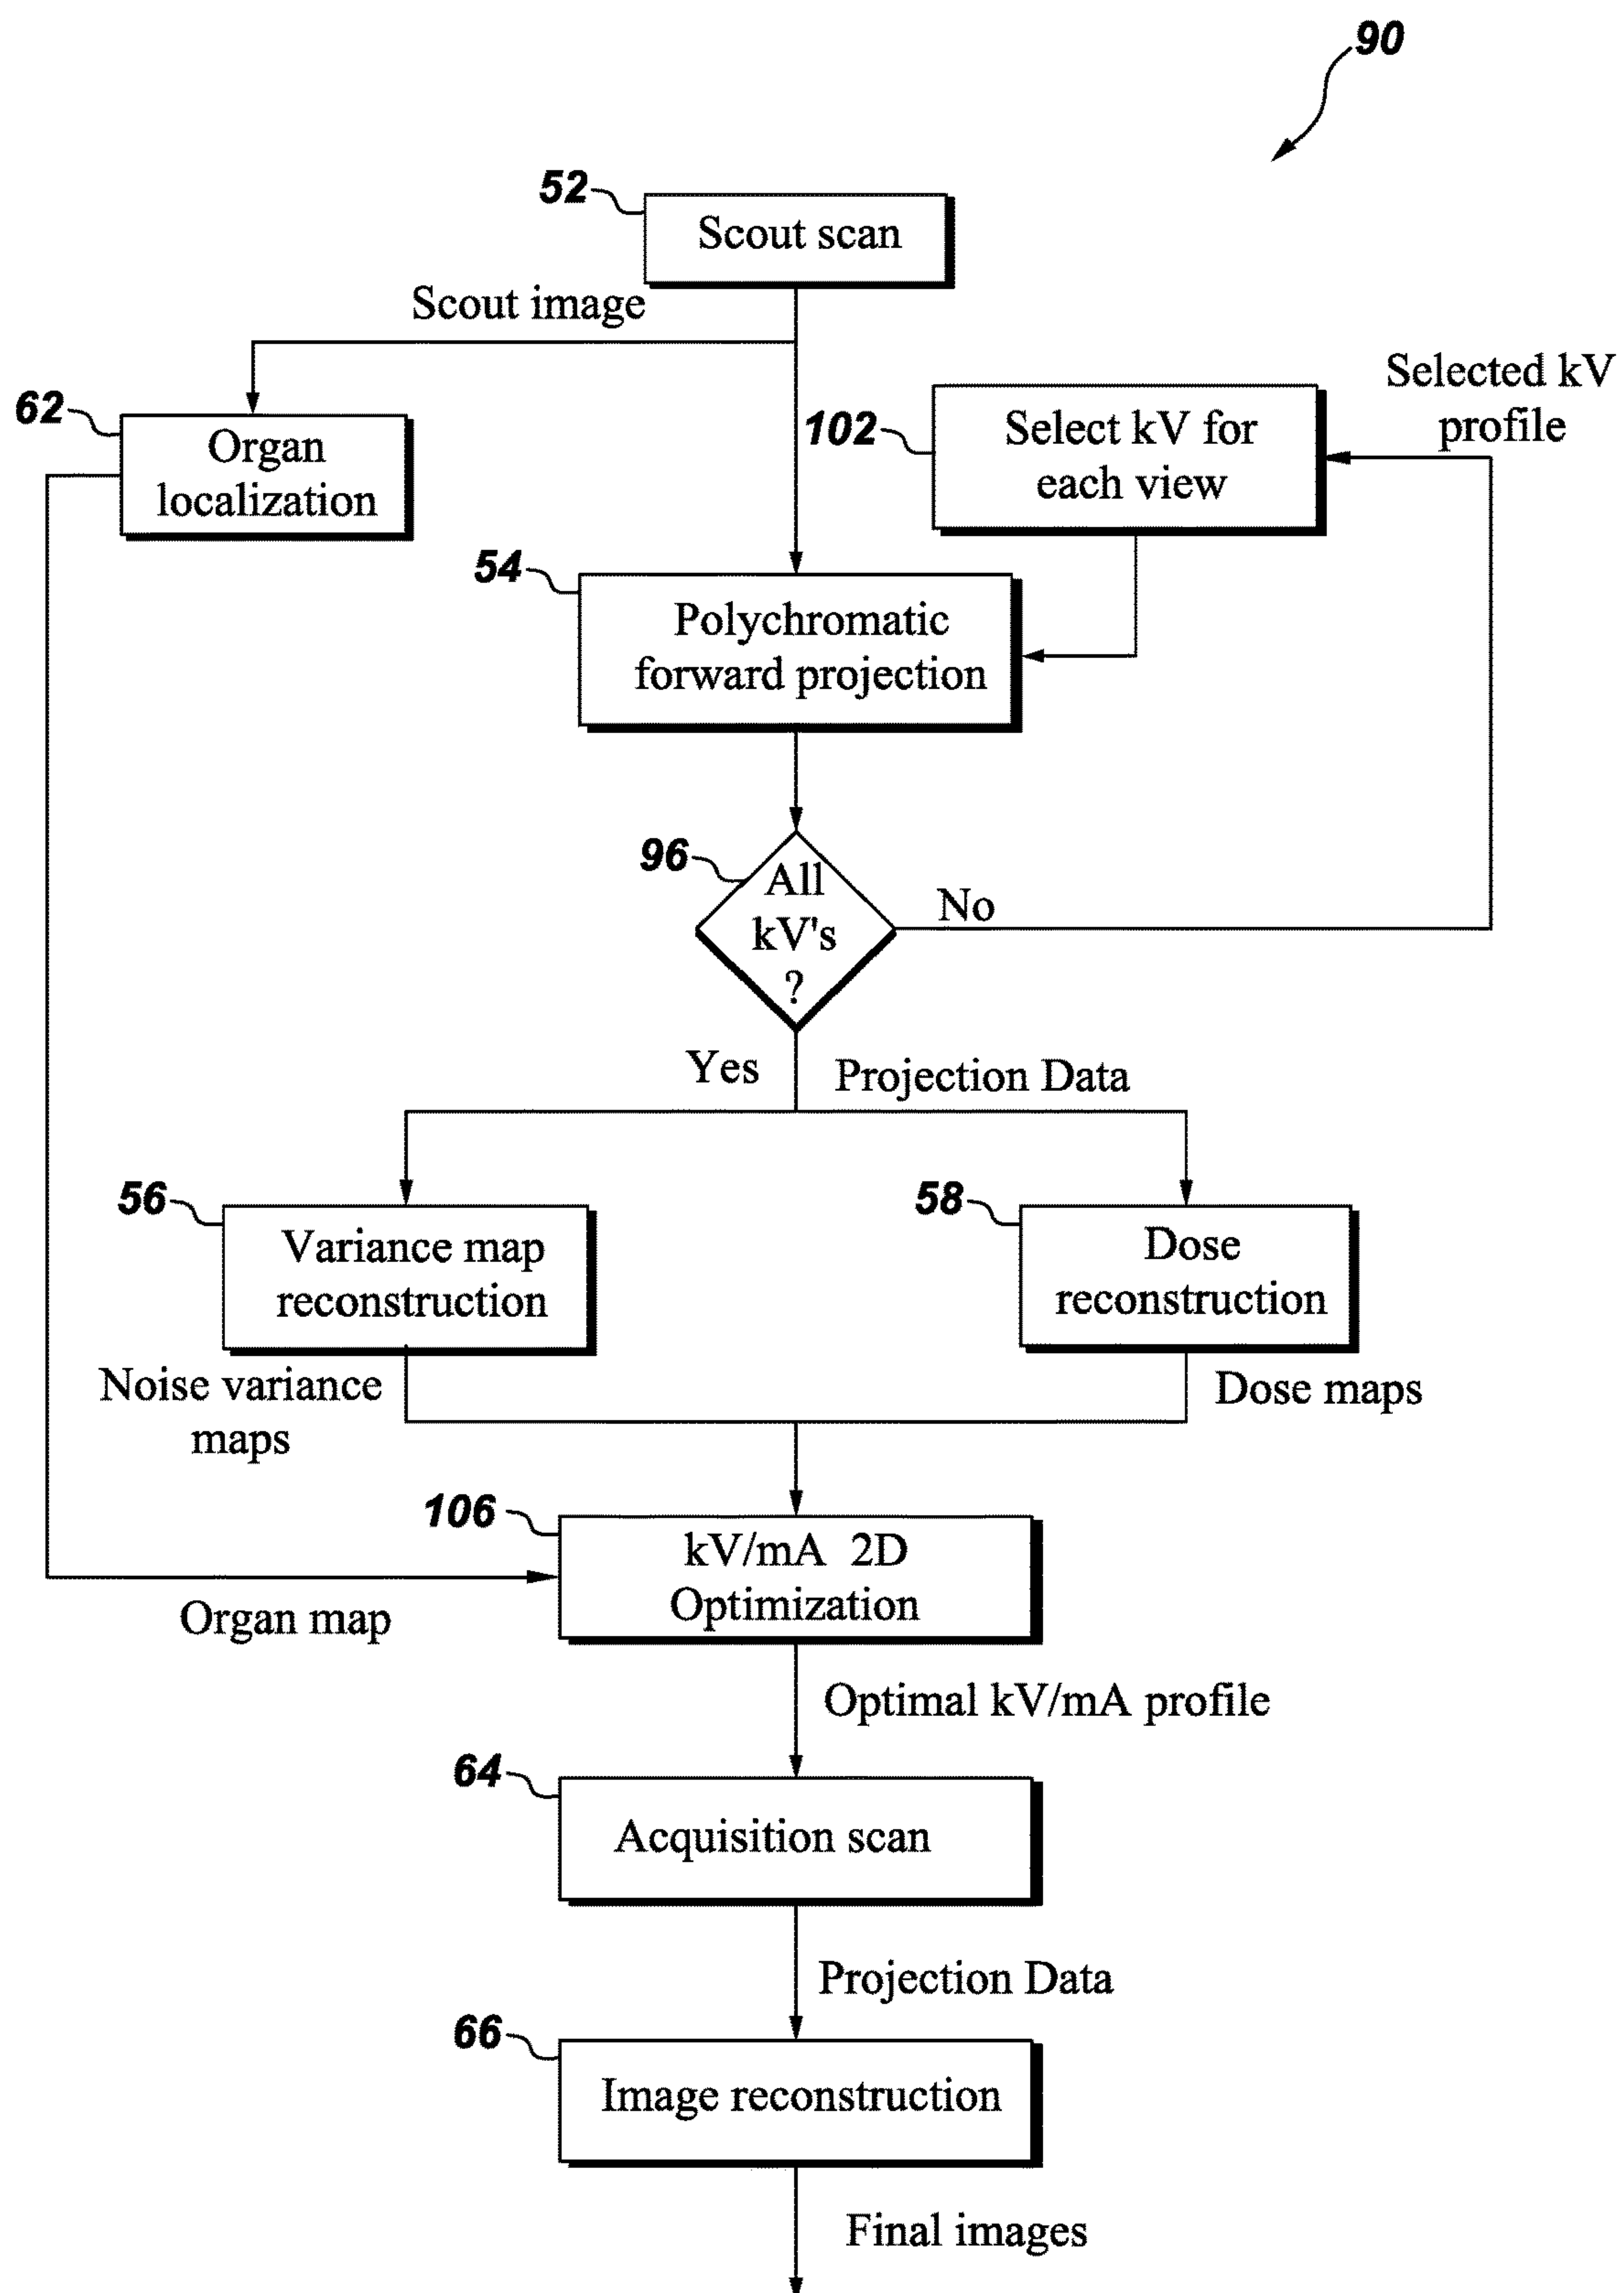 90
52
Scout scan
Scout image
62
Organ
localization
102
Select kV for
each view
Selected kV
profile
54
Polychromatic
forward projection
96
All
kV's
?
No
Yes
Projection Data
56
Variance map
reconstruction
58
Dose
reconstruction
Noise variance
maps
Dose maps
106
kV/mA 2D
Optimization
Organ map
Optimal kV/mA profile
64
Acquisition scan
Projection Data
66
Image reconstruction
Final images